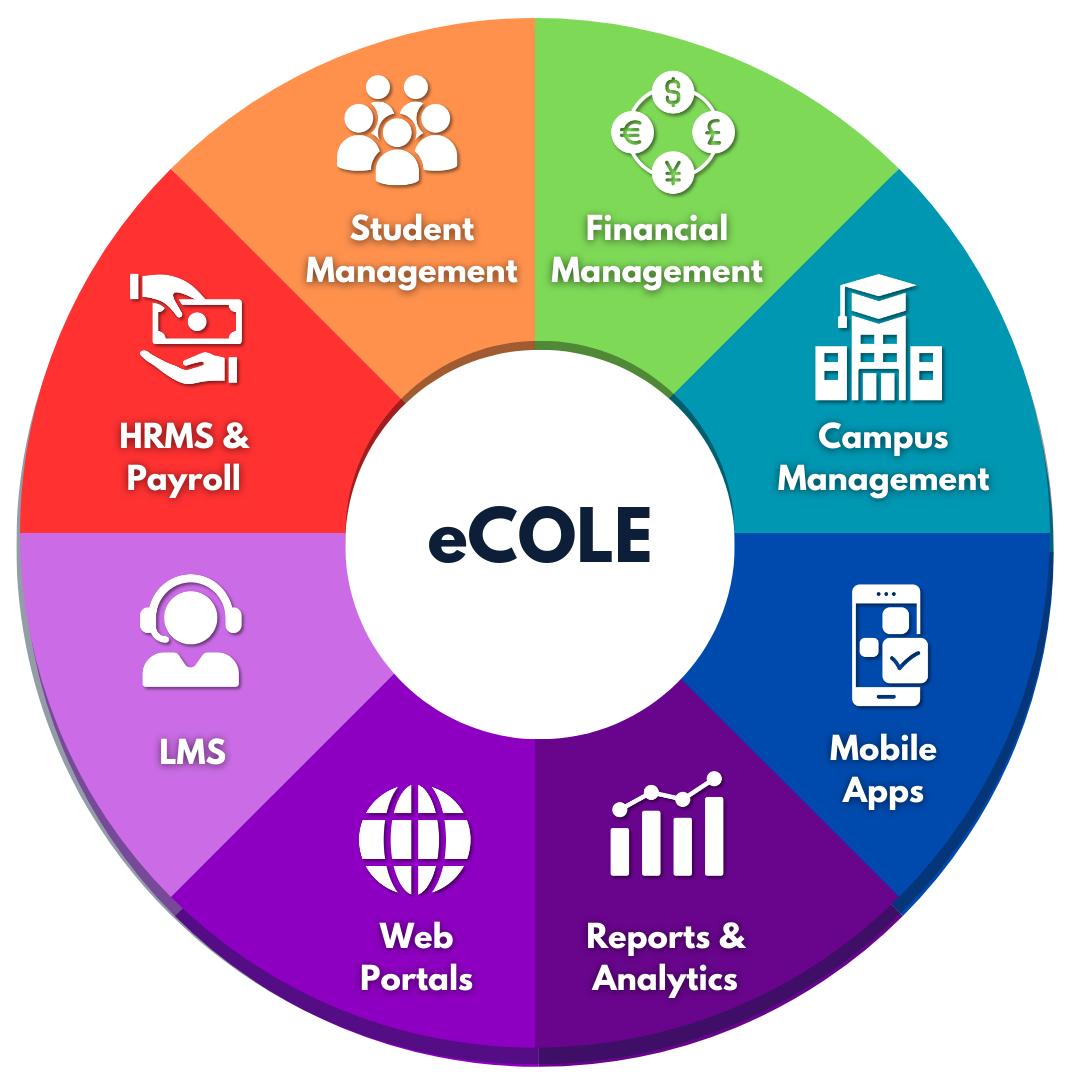 Student
Management
$
€
£
¥
Financial
Management
HRMS &
Payroll
Campus
Management
eCOLE
LMS
Mobile
Apps
Web
Portals
Reports &
Analytics